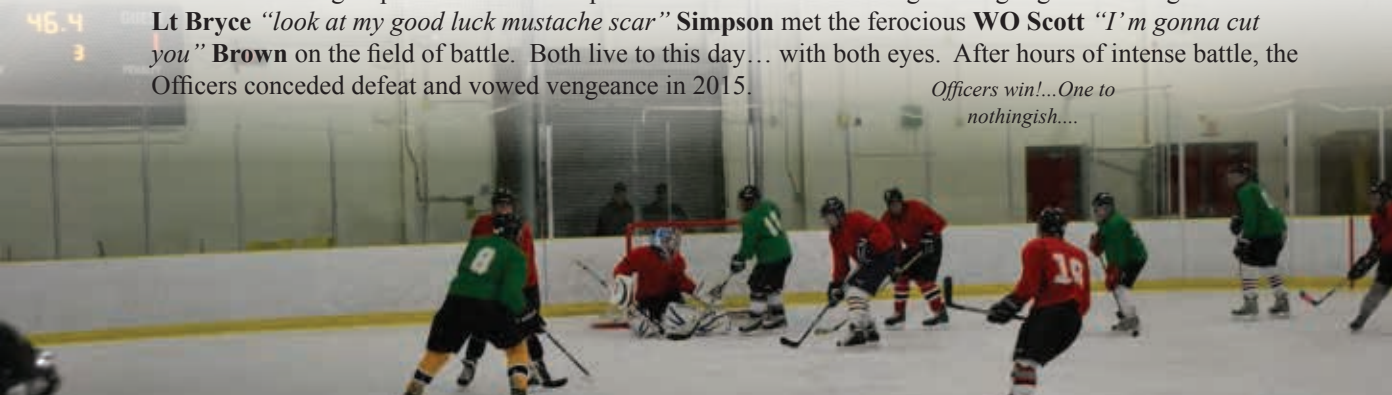 Lt Bryce “look at my good luck mustache scar” Simpson met the ferocious WO Scott “I’m gonna cut
you” Brown on the field of battle. Both live to this day… with both eyes. After hours of intense battle, the
Officers conceded defeat and vowed vengeance in 2015.
Officers win!...One to
nothingish....
46.4
3
8
19